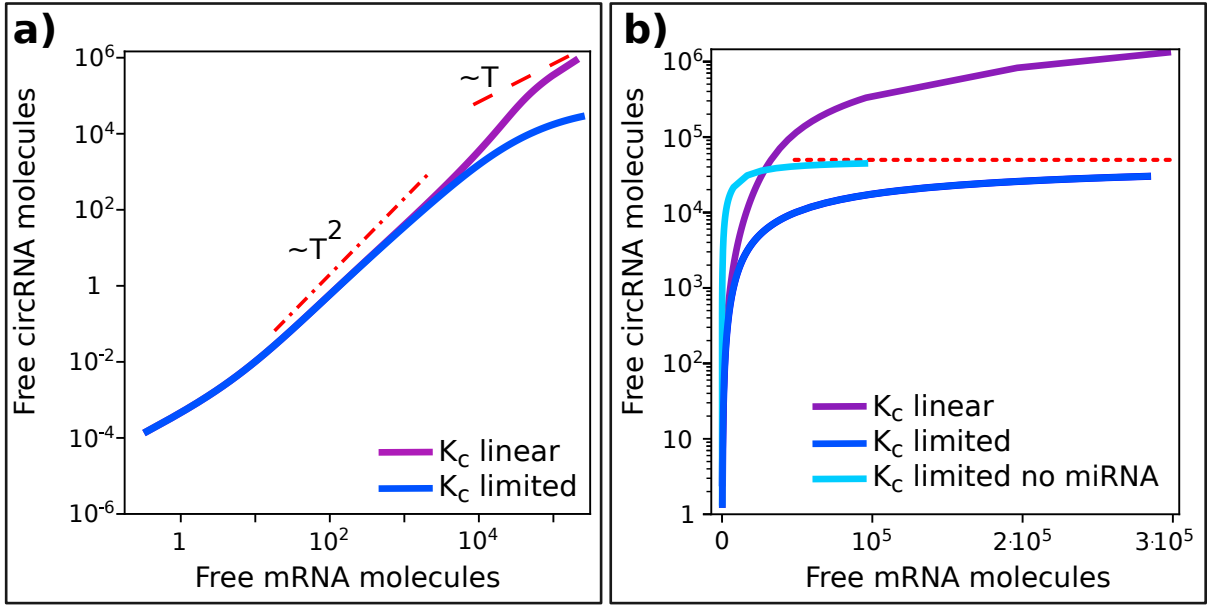 a)
10^6
10^4
10^2
1
10^-2
10^-4
10^-6
Free circRNA molecules
~T
~T^2
K_c linear
K_c limited
1
10^2
10^4
Free mRNA molecules
b)
10^6
10^5
10^4
10^3
10^2
10
1
Free circRNA molecules
K_c linear
K_c limited
K_c limited no miRNA
0
10^5
2·10^5
3·10^5
Free mRNA molecules